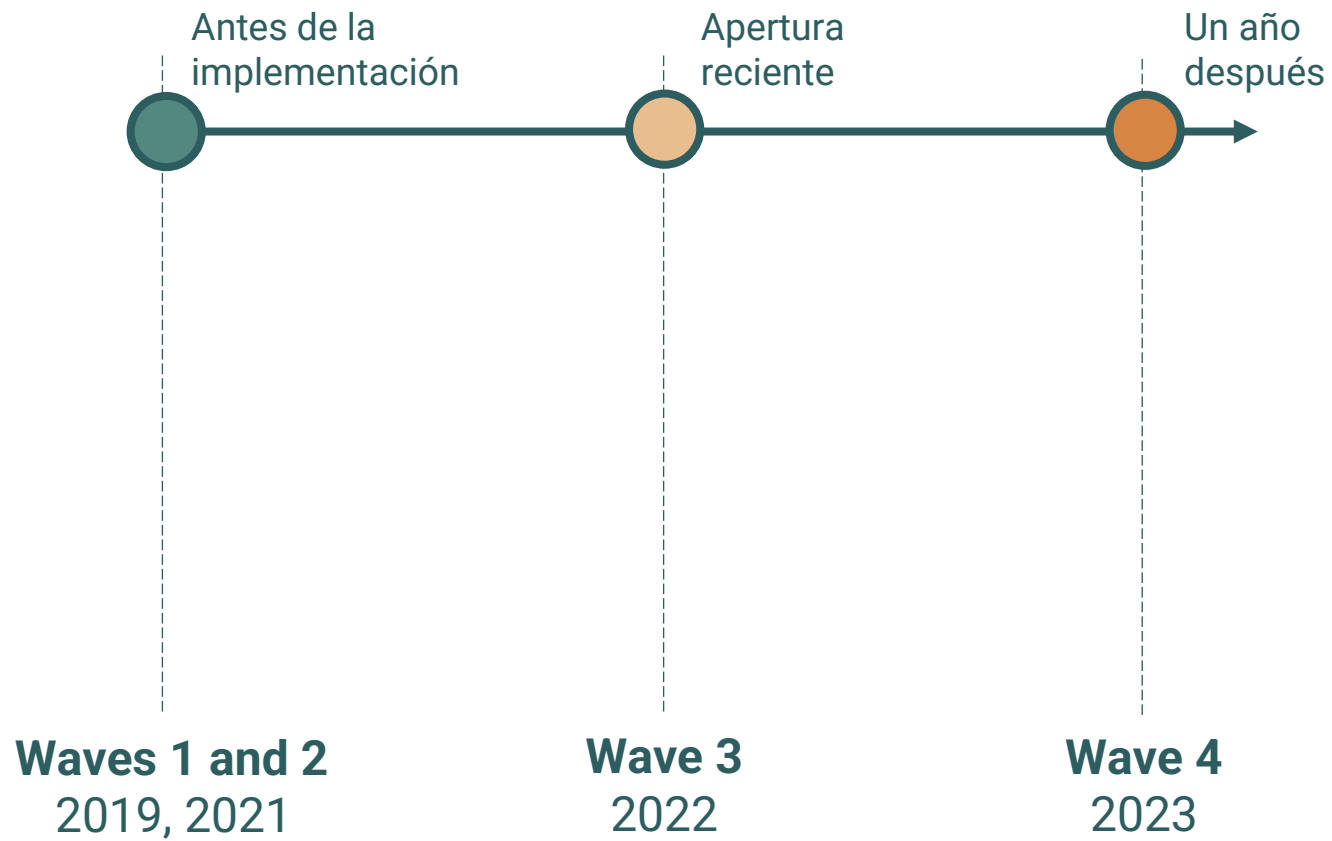 Antes de la
implementación
Apertura
reciente
Un año
después
Waves 1 and 2
2019, 2021
Wave 3
2022
Wave 4
2023